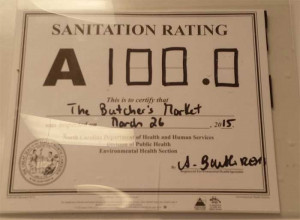 SANITATION RATING
A 100.0
This is to certify that
The Butcher's Market
March 26, 2015
North Carolina Department of Health and Human Services
Division of Public Health
Environmental Health Section